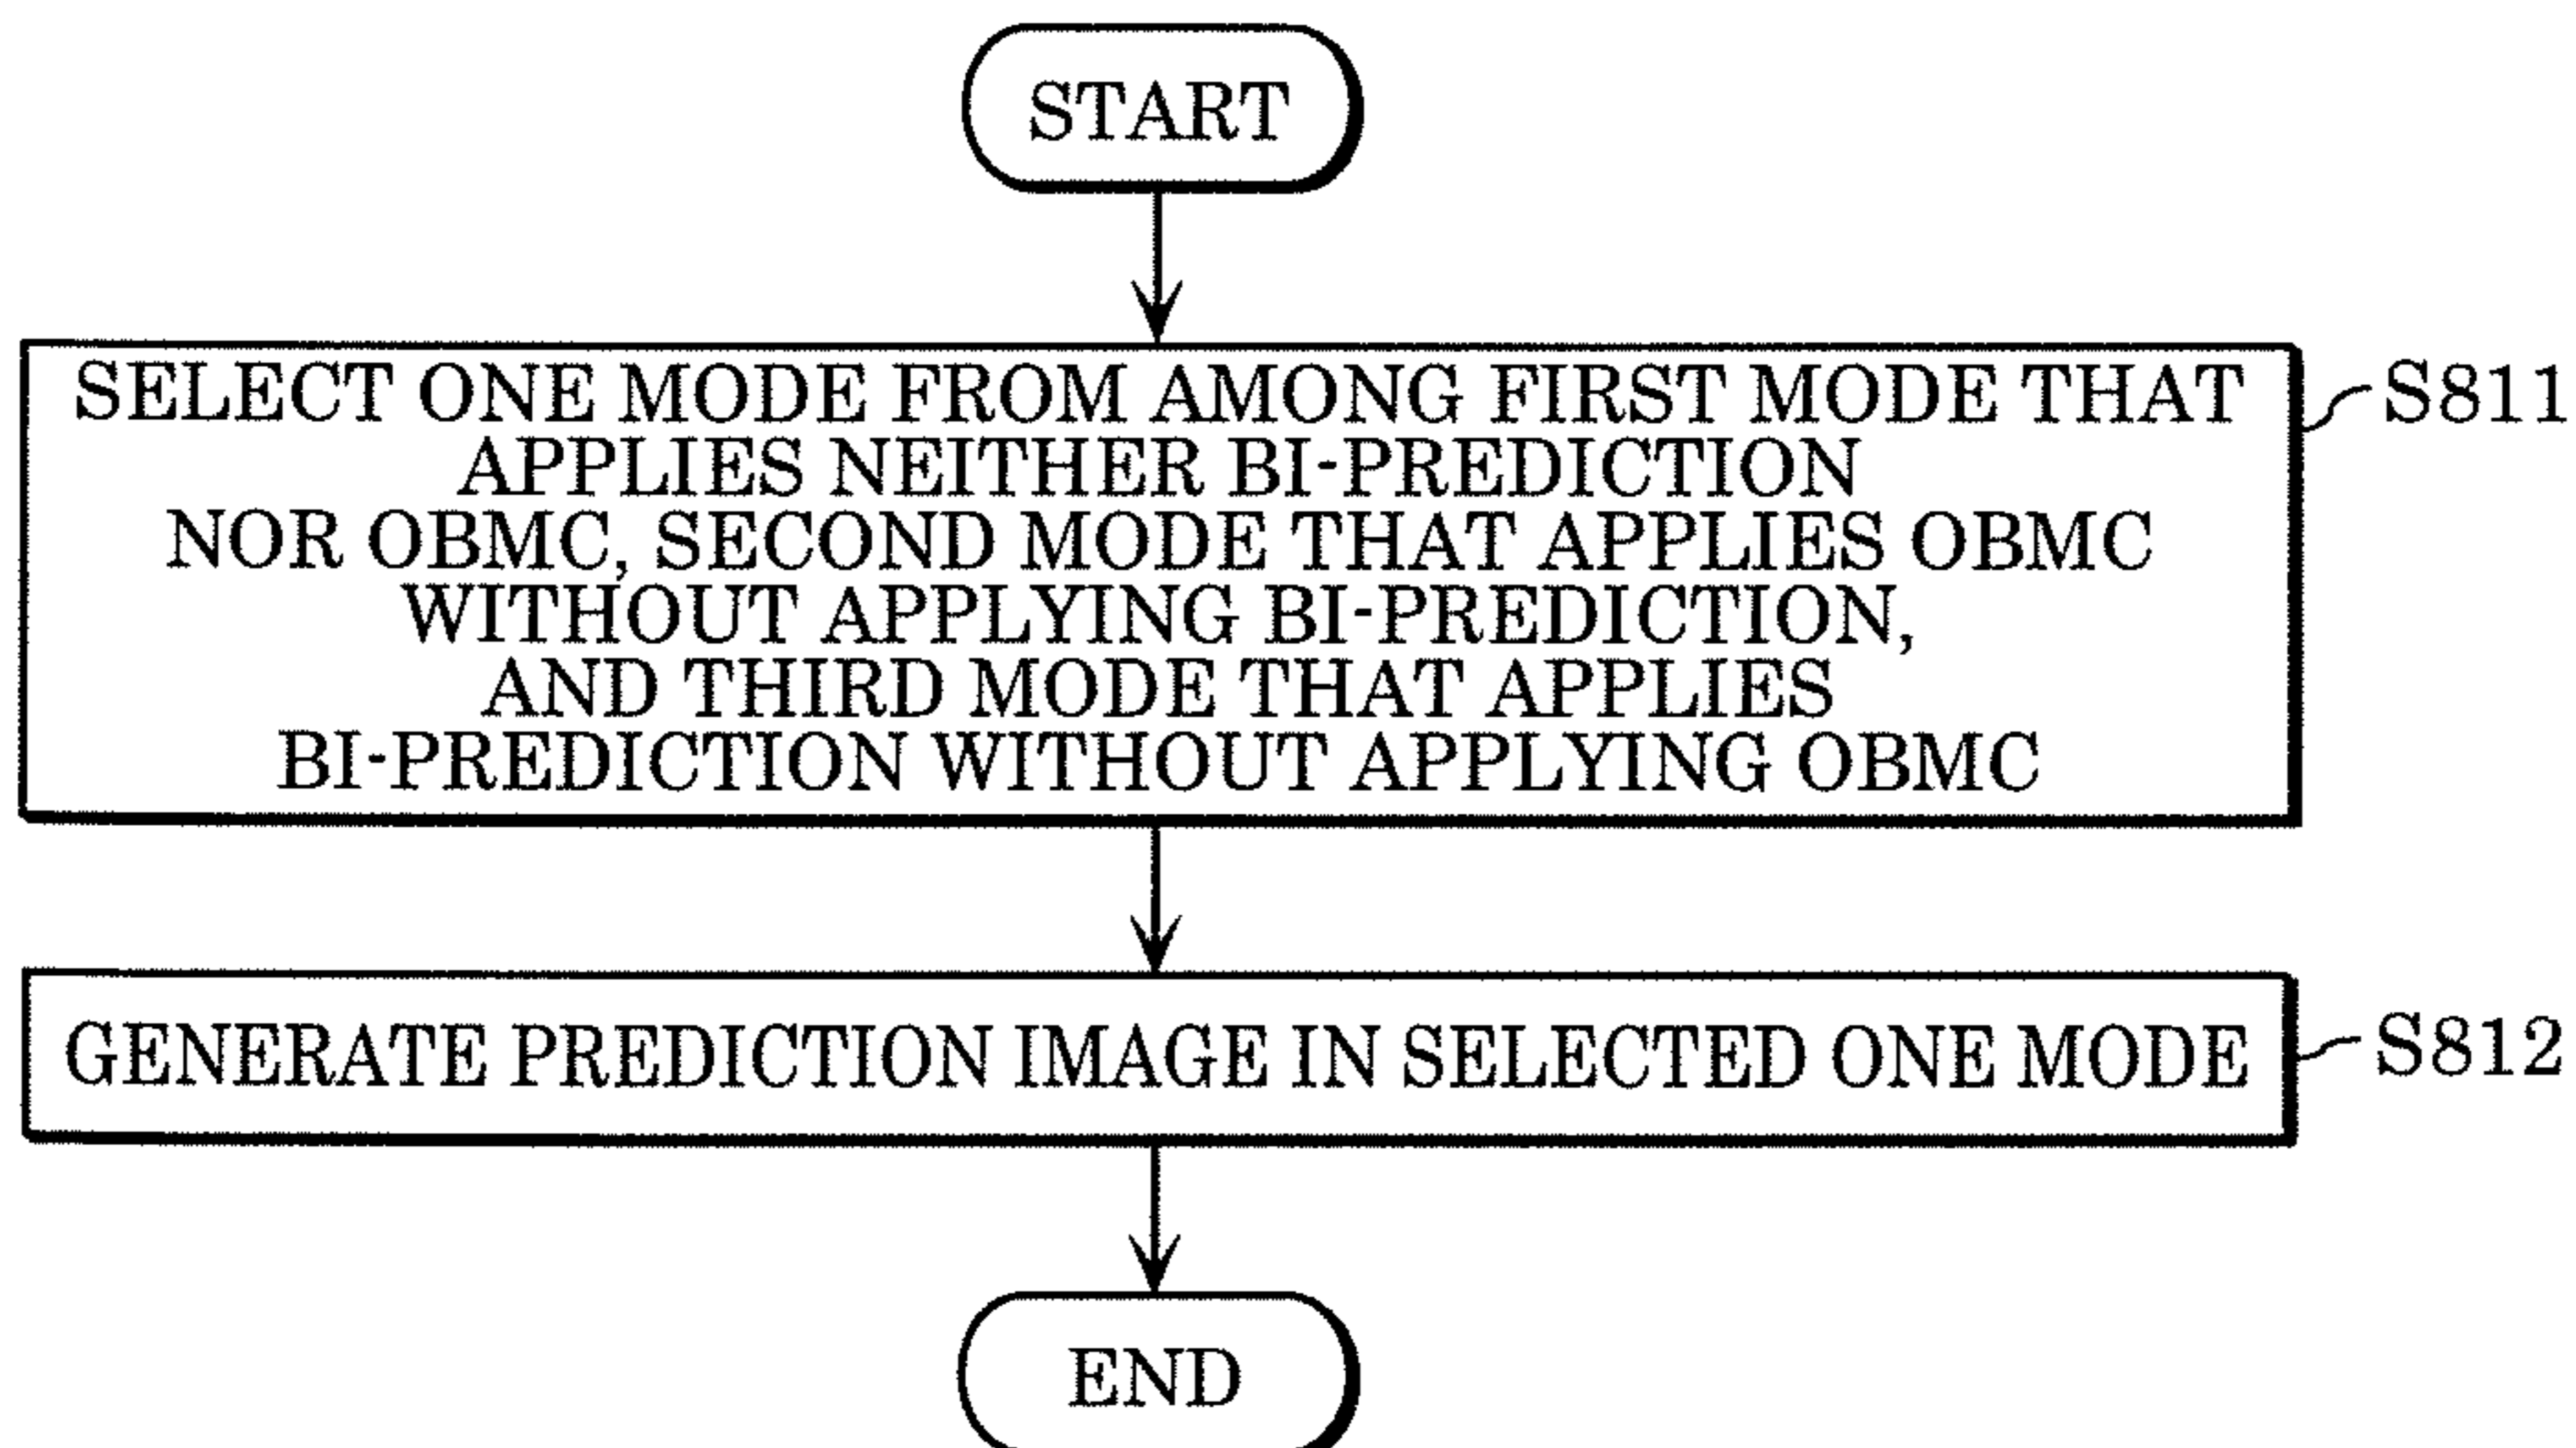 START
SELECT ONE MODE FROM AMONG FIRST MODE THAT
APPLIES NEITHER BI-PREDICTION
NOR OBMC, SECOND MODE THAT APPLIES OBMC
WITHOUT APPLYING BI-PREDICTION,
AND THIRD MODE THAT APPLIES
BI-PREDICTION WITHOUT APPLYING OBMC
S811
GENERATE PREDICTION IMAGE IN SELECTED ONE MODE
S812
END